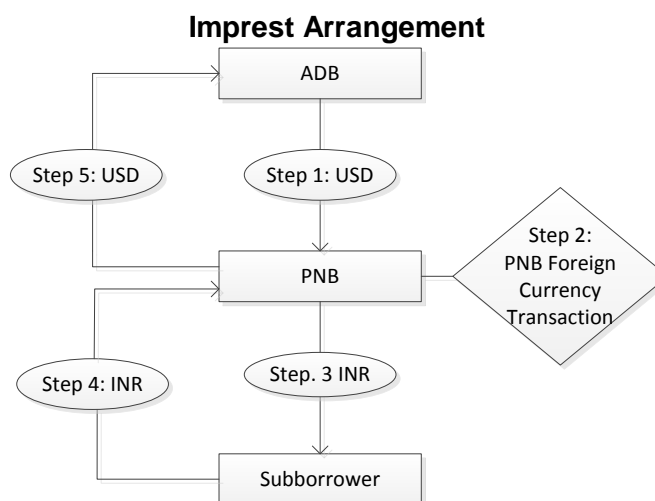 Imprest Arrangement
ADB
Step 5: USD
Step 1: USD
PNB
Step 2:
PNB Foreign
Currency
Transaction
Step 4: INR
Step. 3 INR
Subborrower